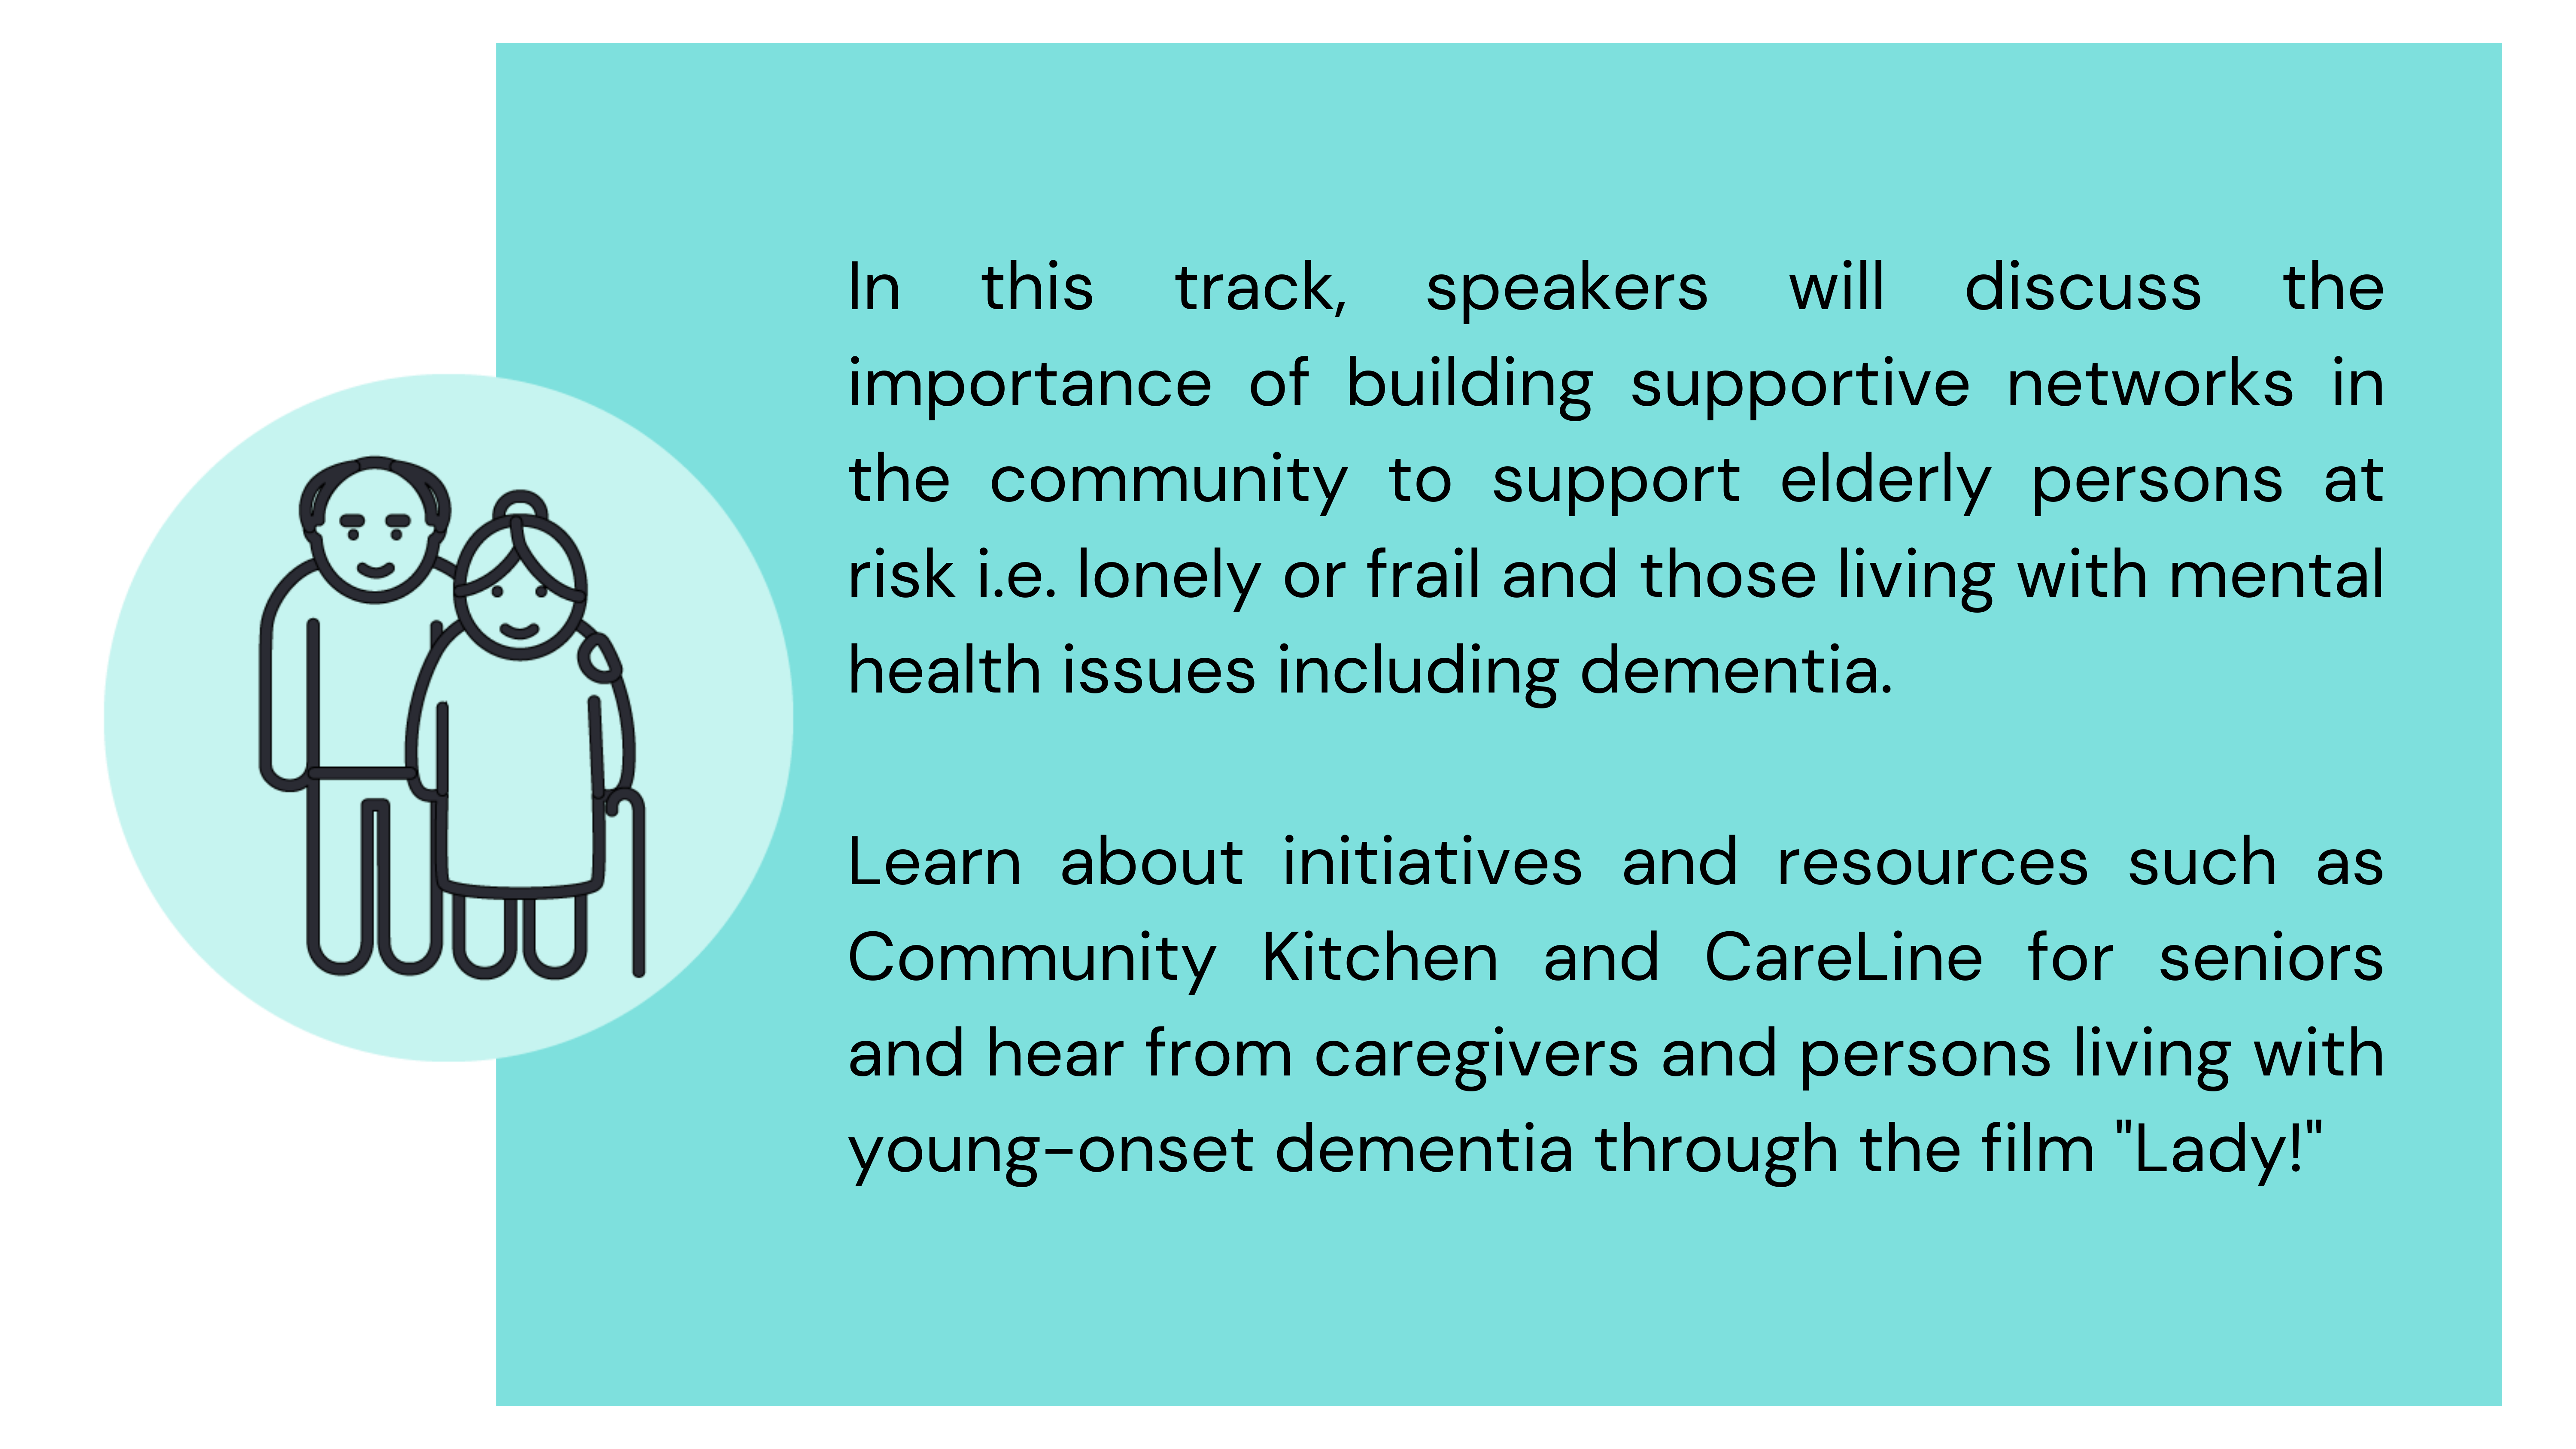 In this track, speakers will discuss the
importance of building supportive networks in
the community to support elderly persons at
risk i.e. lonely or frail and those living with mental
health issues including dementia.
Learn about initiatives and resources such as
Community Kitchen and CareLine for seniors
and hear from caregivers and persons living with
young-onset dementia through the film "Lady!"